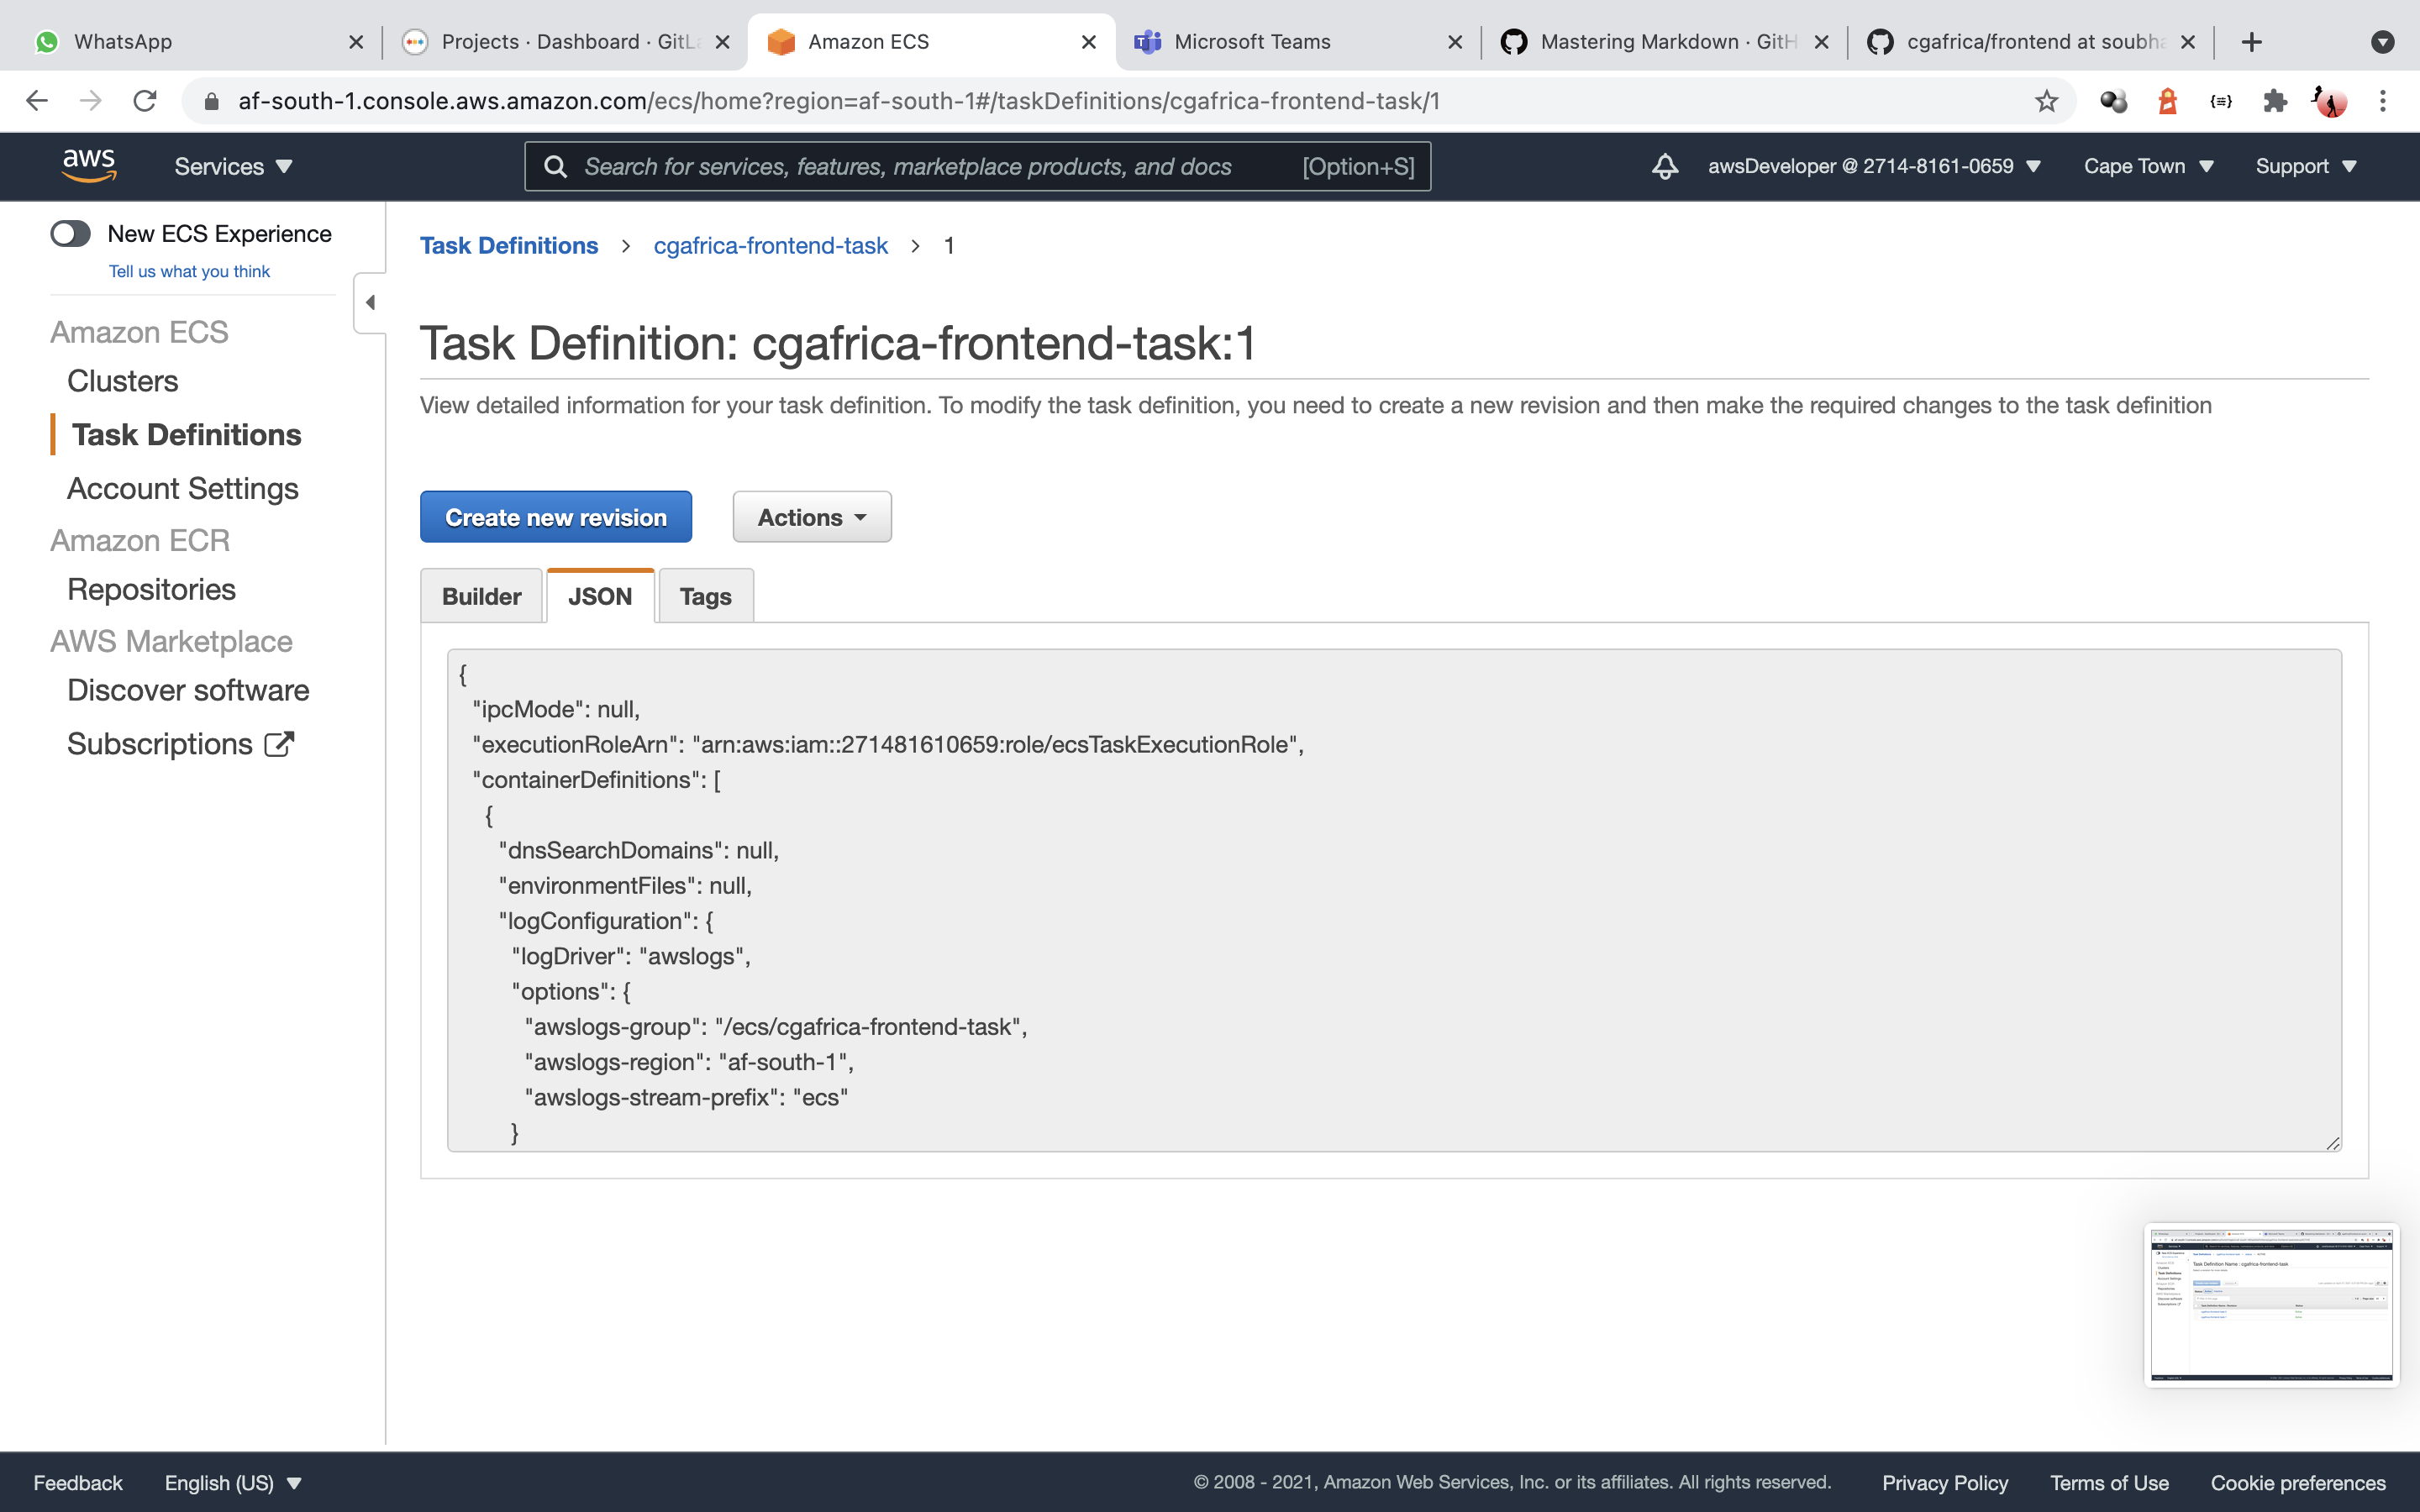 WhatsApp
Projects · Dashboard · GitL
Amazon ECS
Microsoft Teams
Mastering Markdown · GitH
cgafrica/frontend at soubha
af-south-1.console.aws.amazon.com/ecs/home?region=af-south-1#/taskDefinitions/cgafrica-frontend-task/1
aws
Services
Search for services, features, marketplace products, and docs [Option+S]
awsDeveloper @ 2714-8161-0659
Cape Town
Support
New ECS Experience
Tell us what you think
Amazon ECS
Clusters
Task Definitions
Account Settings
Amazon ECR
Repositories
AWS Marketplace
Discover software
Subscriptions
Task Definitions > cgafrica-frontend-task > 1
Task Definition: cgafrica-frontend-task:1
View detailed information for your task definition. To modify the task definition, you need to create a new revision and then make the required changes to the task definition
Create new revision
Actions
Builder
JSON
Tags
{
"ipcMode": null,
"executionRoleArn": "arn:aws:iam::271481610659:role/ecsTaskExecutionRole",
"containerDefinitions": [
{
"dnsSearchDomains": null,
"environmentFiles": null,
"logConfiguration": {
"logDriver": "awslogs",
"options": {
"awslogs-group": "/ecs/cgafrica-frontend-task",
"awslogs-region": "af-south-1",
"awslogs-stream-prefix": "ecs"
}
Task Definition Name : cgafrica-frontend-task
Feedback
English (US)
© 2008 - 2021, Amazon Web Services, Inc. or its affiliates. All rights reserved.
Privacy Policy
Terms of Use
Cookie preferences